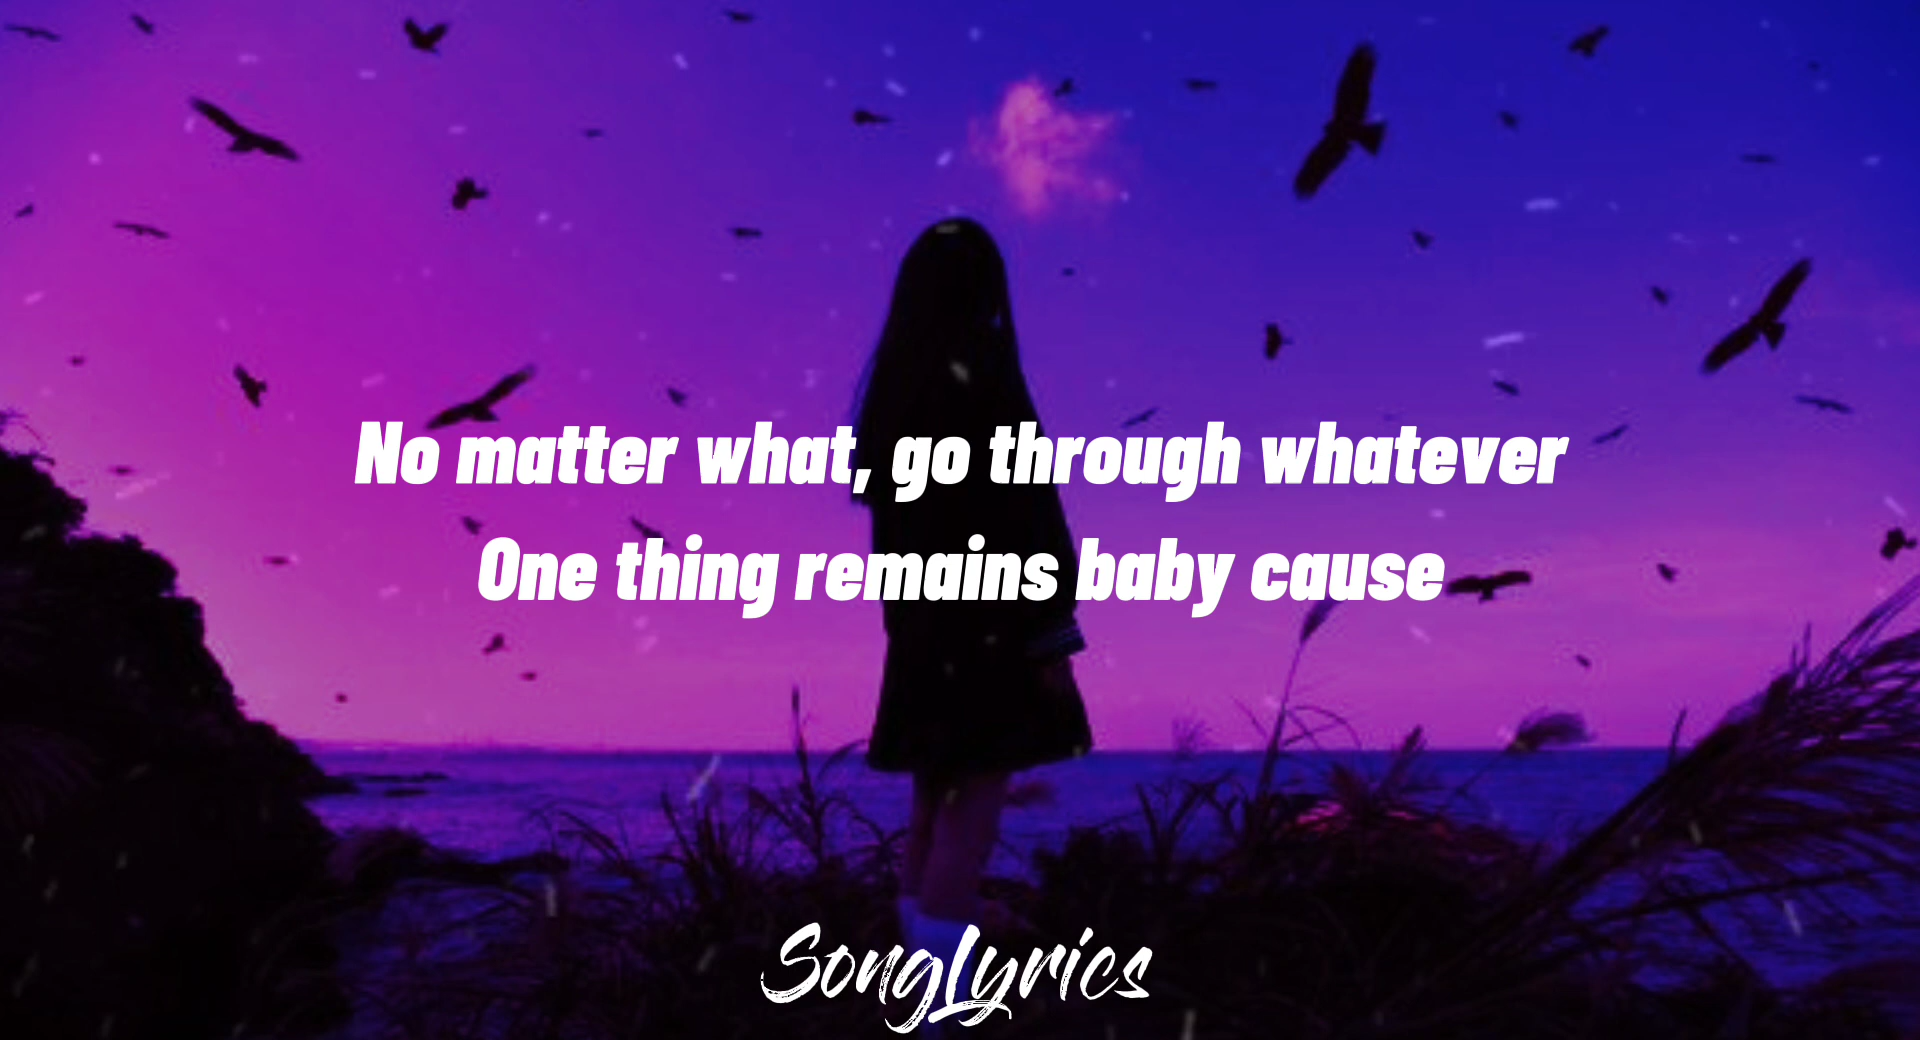 No matter what, go through whatever
One thing remains baby cause
SongLyrics